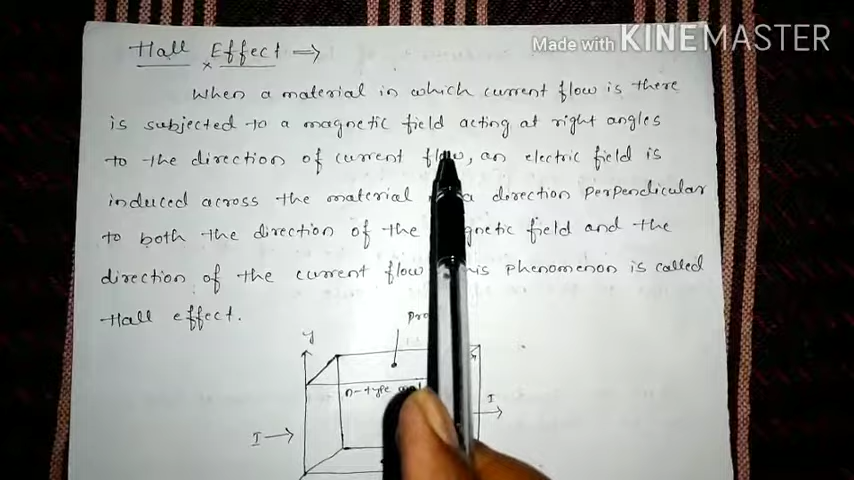 Made with KINEMASTER
Hall Effect ⇒
When a material in which current flow is there
is subjected to a magnetic field acting at right angles
to the direction of current flow, an electric field is
induced across the material a direction perpendicular
to both the direction of the field and the
direction of the current flow phenomenon is called
Hall effect.
y
n-type
I →
I